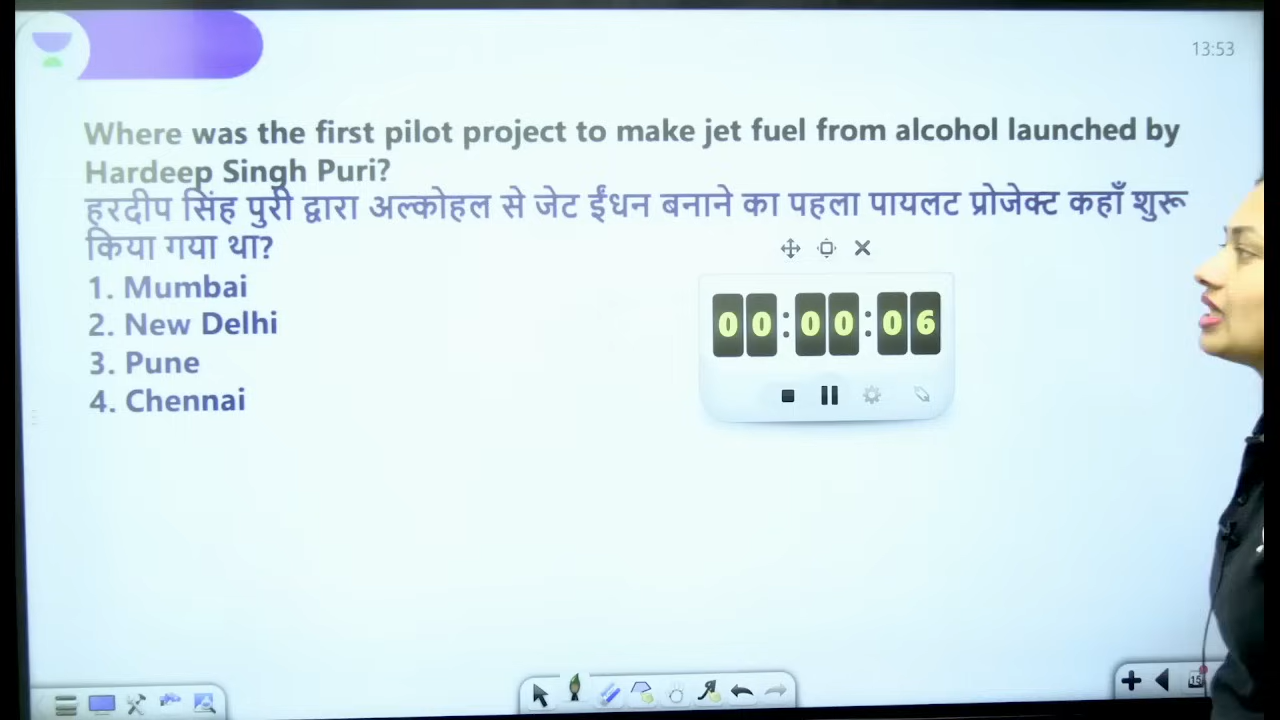 13:53
Where was the first pilot project to make jet fuel from alcohol launched by
Hardeep Singh Puri?
हरदीप सिंह पुरी द्वारा अल्कोहल से जेट ईंधन बनाने का पहला पायलट प्रोजेक्ट कहाँ शुरू
किया गया था?
1. Mumbai
2. New Delhi
3. Pune
4. Chennai
00:00:06
15